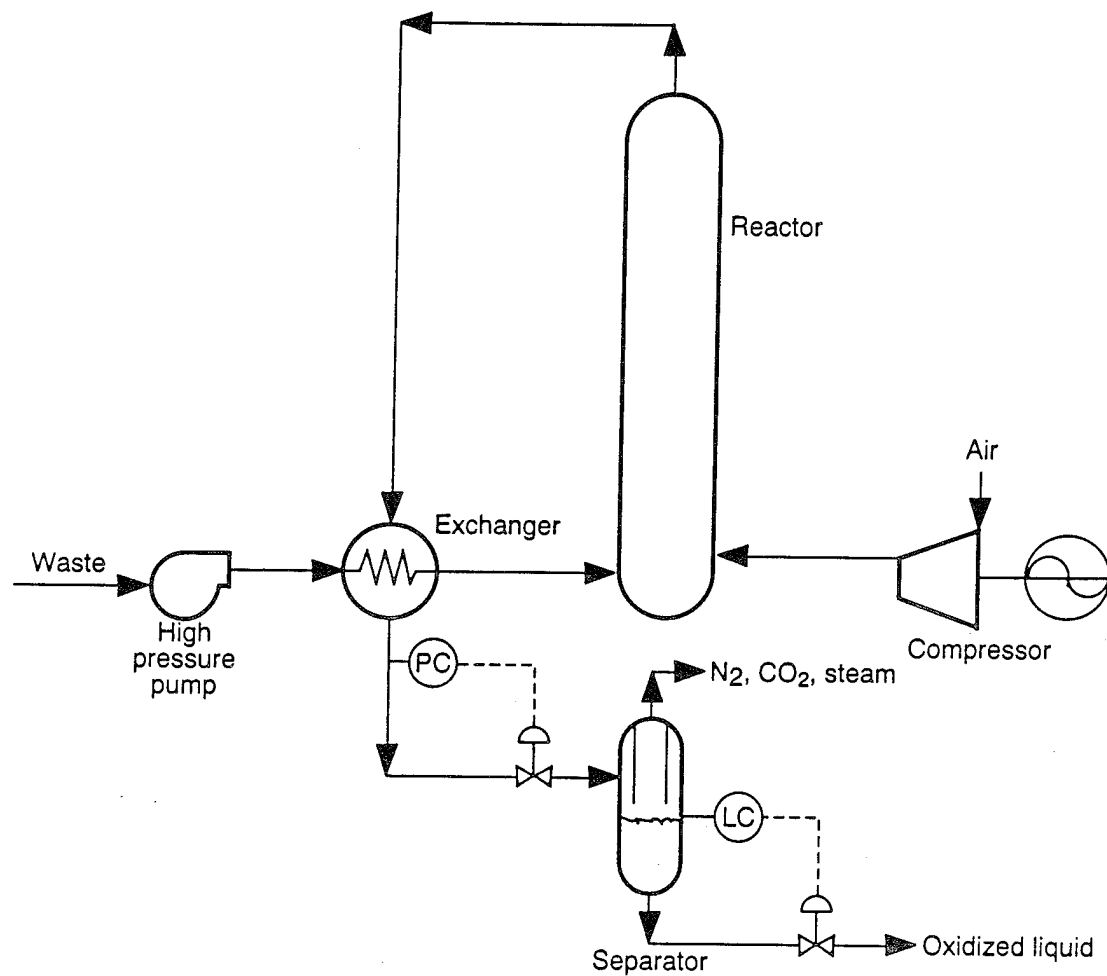 Reactor
Air
Exchanger
Waste
High
pressure
pump
PC
Compressor
N2, CO2, steam
LC
Separator
Oxidized liquid